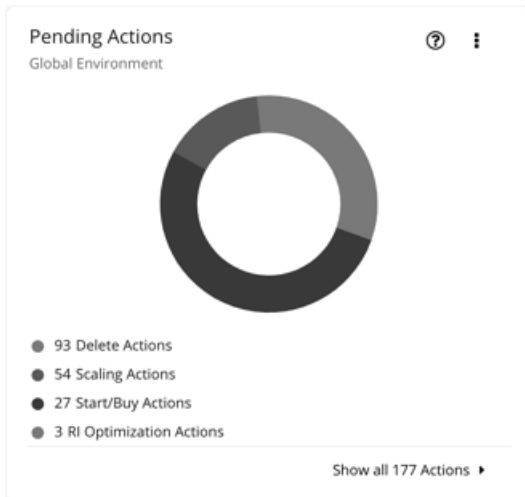 Pending Actions
Global Environment
93 Delete Actions
54 Scaling Actions
27 Start/Buy Actions
3 RI Optimization Actions
Show all 177 Actions